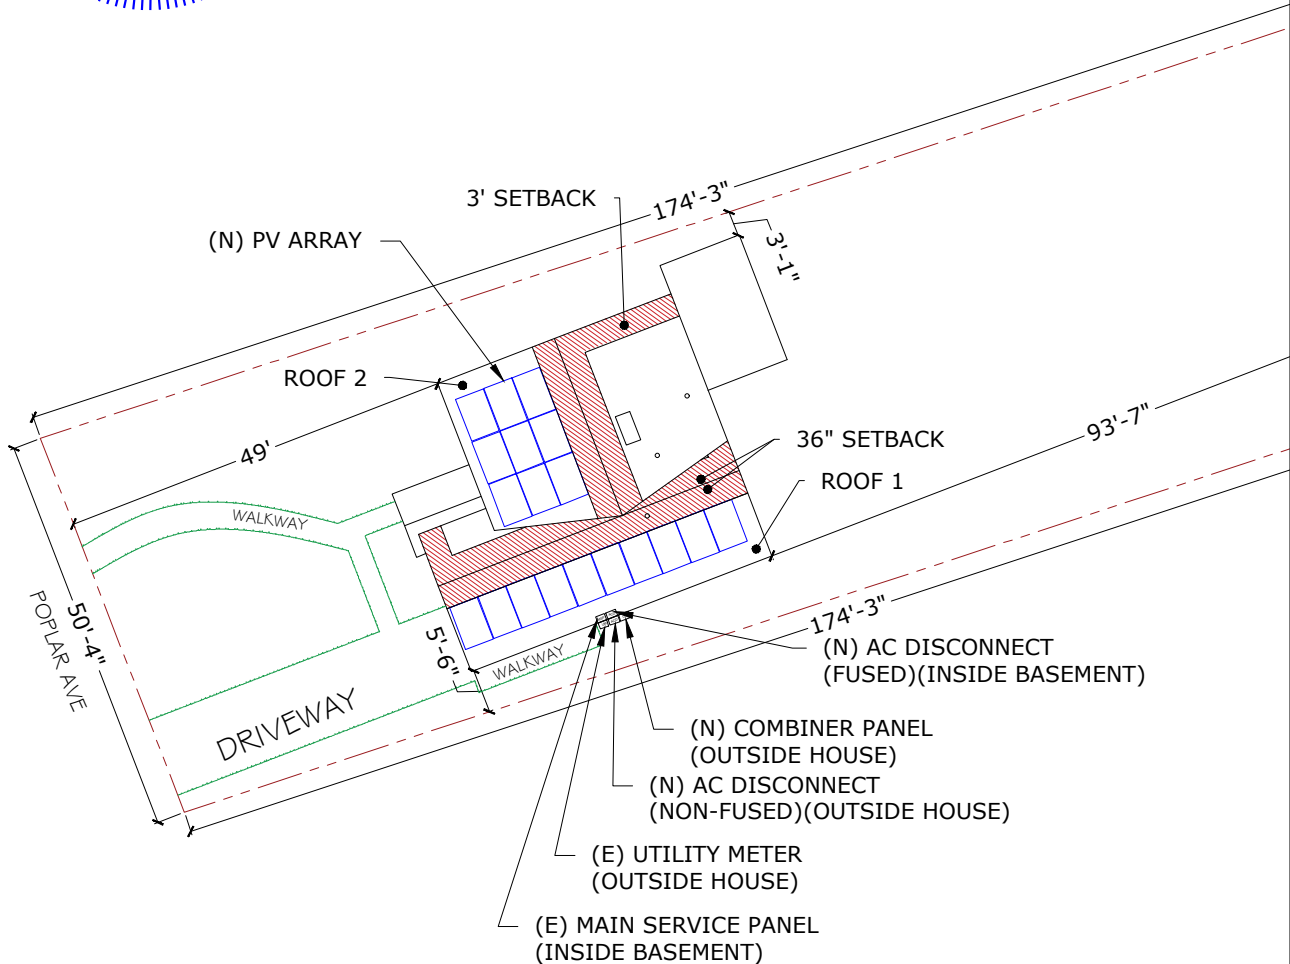 174'-3"
3' SETBACK
(N) PV ARRAY
3'-1"
ROOF 2
49'
36" SETBACK
93'-7"
ROOF 1
WALKWAY
50'-4"
POPLAR AVE
5'-6"
WALKWAY
174'-3"
DRIVEWAY
(N) AC DISCONNECT
(FUSED)(INSIDE BASEMENT)
(N) COMBINER PANEL
(OUTSIDE HOUSE)
(N) AC DISCONNECT
(NON-FUSED)(OUTSIDE HOUSE)
(E) UTILITY METER
(OUTSIDE HOUSE)
(E) MAIN SERVICE PANEL
(INSIDE BASEMENT)